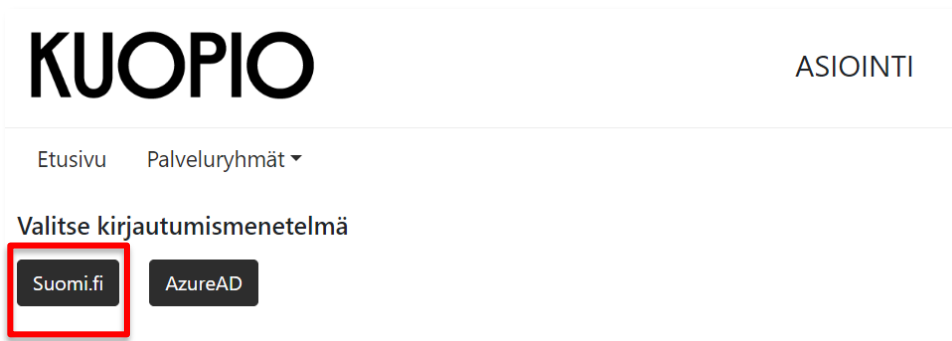 KUOPIO
ASIOINTI
Etusivu Palveluryhmät
Valitse kirjautumismenetelmä
Suomi.fi AzureAD